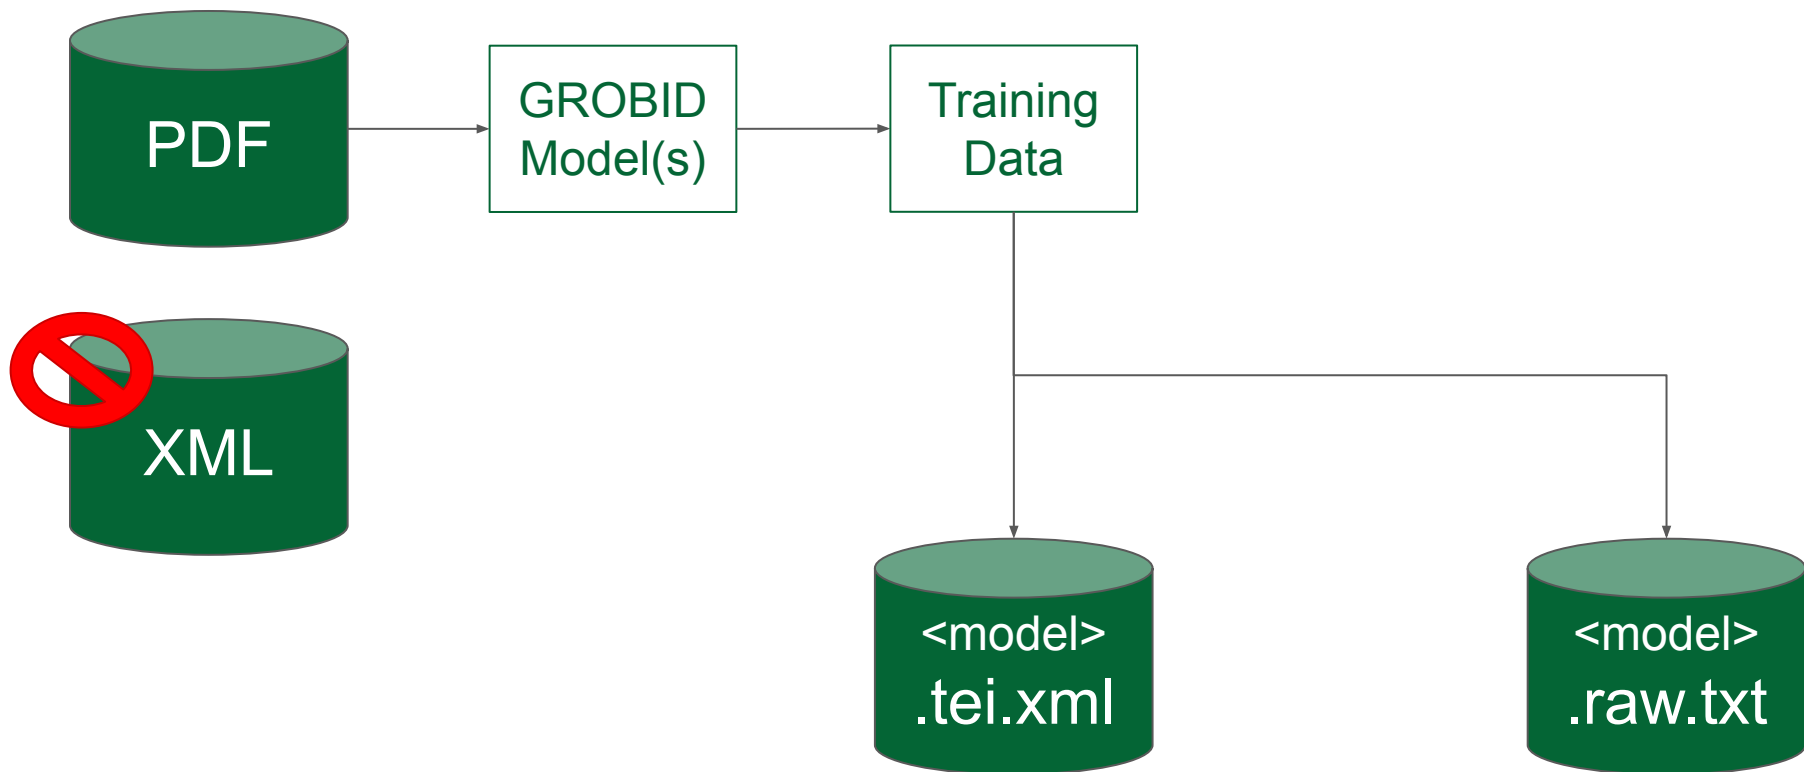 PDF
GROBID
Model(s)
Training
Data
XML
<model>
.tei.xml
<model>
.raw.txt